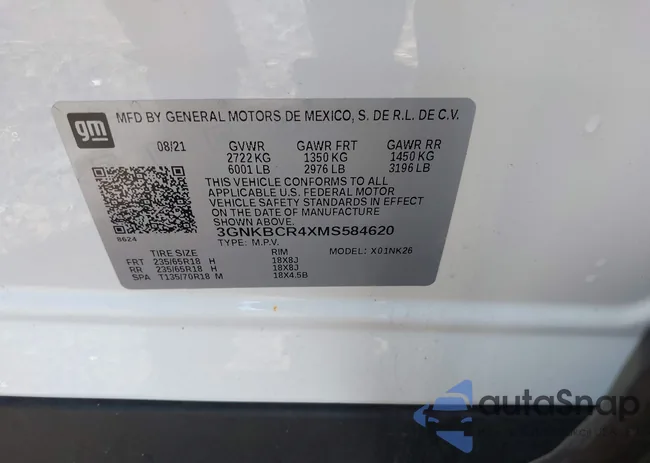 gm
MFD BY GENERAL MOTORS DE MEXICO, S. DE R.L. DE C.V.
08/21 GVWR GAWR FRT GAWR RR
2722 KG 1350 KG 1450 KG
6001 LB 2976 LB 3196 LB
THIS VEHICLE CONFORMS TO ALL
APPLICABLE U.S. FEDERAL MOTOR
VEHICLE SAFETY STANDARDS IN
EFFECT ON THE DATE OF MANUFACTURE
SHOWN ABOVE.
3GNKBCR4XMS584620
8624 TYPE: M.P.V. MODEL: X01NK26
TIRE SIZE RIM
FRT 235/65R18 H 18X8J
RR 235/65R18 H 18X8J
SPA T135/70R18 M 18X4.5B
autoSnap